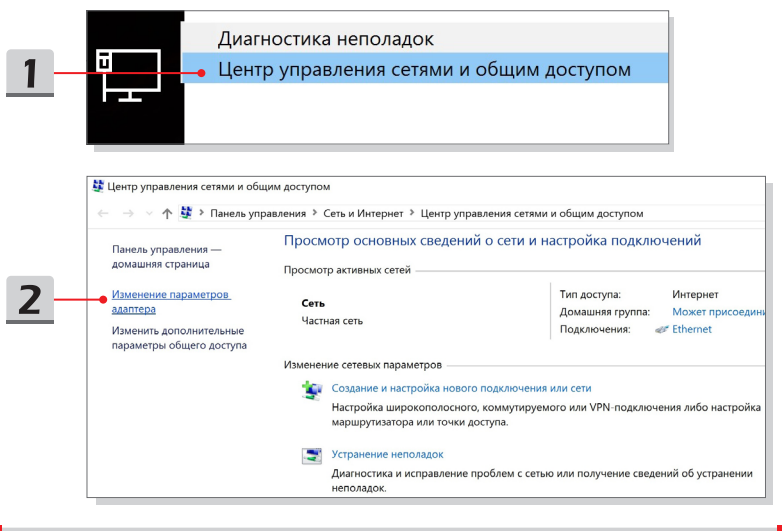 Диагностика неполадок
1
Центр управления сетями и общим доступом
Центр управления сетями и общим доступом
Панель управления > Сеть и Интернет > Центр управления сетями и общим доступом
Панель управления —
домашняя страница
2
Изменение параметров
адаптера
Изменить дополнительные
параметры общего доступа
Просмотр основных сведений о сети и настройка подключений
Просмотр активных сетей
Сеть
Частная сеть
Тип доступа: Интернет
Домашняя группа: Может присоедини
Подключения: Ethernet
Изменение сетевых параметров
Создание и настройка нового подключения или сети
Настройка широкополосного, коммутируемого или VPN-подключения либо настройка
маршрутизатора или точки доступа.
Устранение неполадок
Диагностика и исправление проблем с сетью или получение сведений об устранении
неполадок.